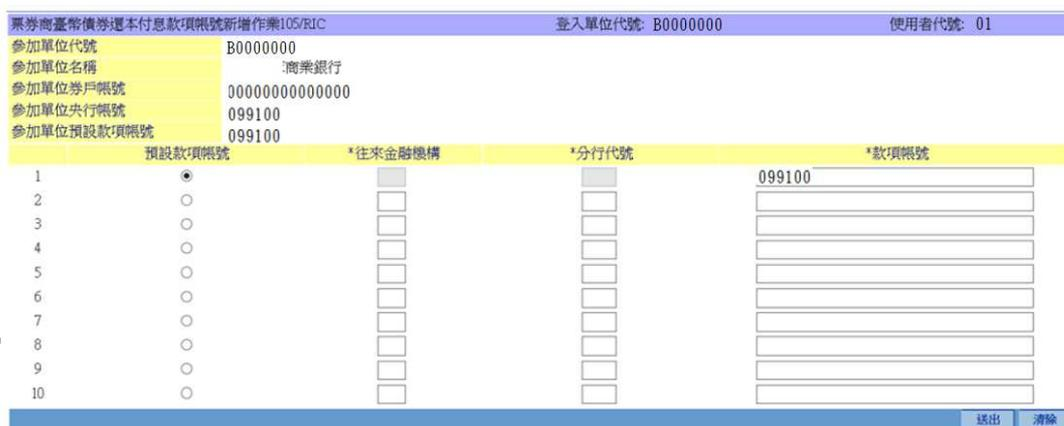 票券商臺幣債券還本付息款項帳號新增作業105/RIC 登入單位代號: B0000000 使用者代號: 01
參加單位代號 B0000000
參加單位名稱 商業銀行
參加單位券戶帳號 00000000000000
參加單位央行帳號 099100
參加單位預設款項帳號 099100
預設款項帳號 *往來金融機構 *分行代號 *款項帳號
1 099100
2
3
4
5
6
7
8
9
10
送出 清除